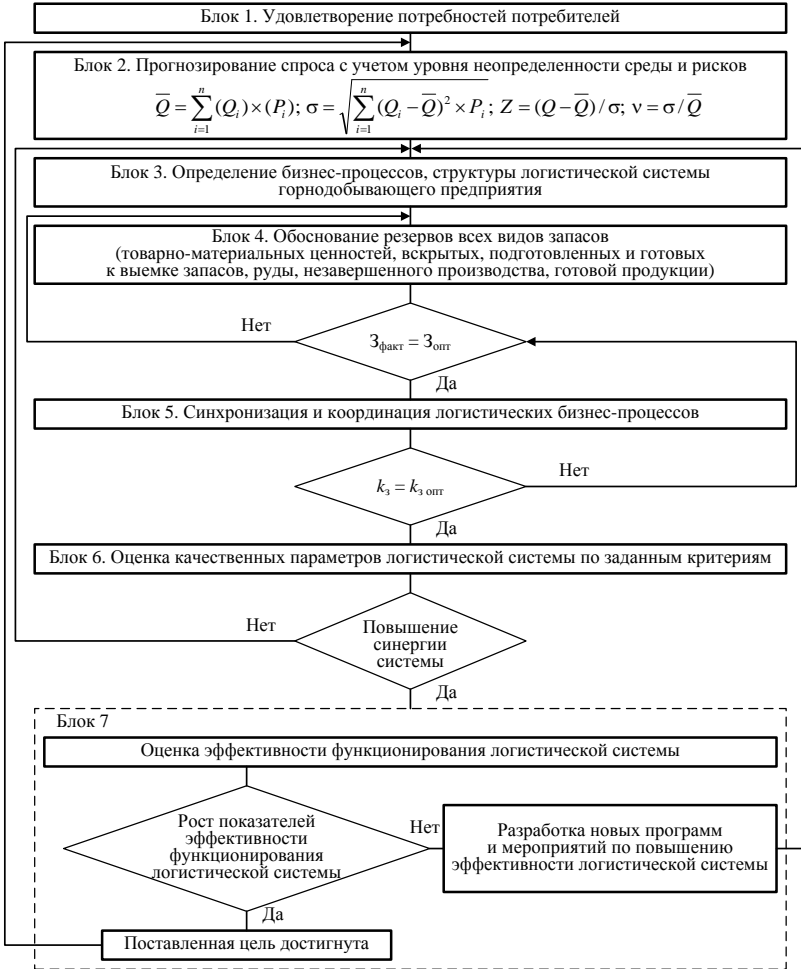 Блок 1. Удовлетворение потребностей потребителей
Блок 2. Прогнозирование спроса с учетом уровня неопределенности среды и рисков
Q̅ = ∑ⁿᵢ₌₁ (Qᵢ) × (Pᵢ); σ = √(∑ⁿᵢ₌₁ (Qᵢ − Q̅)² × Pᵢ); Z = (Q − Q̅) / σ; ν = σ / Q̅
Блок 3. Определение бизнес-процессов, структуры логистической системы
горнодобывающего предприятия
Блок 4. Обоснование резервов всех видов запасов
(товарно-материальных ценностей, вскрытых, подготовленных и готовых
к выемке запасов, руды, незавершенного производства, готовой продукции)
Нет
Зфакт = Зопт
Да
Блок 5. Синхронизация и координация логистических бизнес-процессов
kз = kз опт
Нет
Да
Блок 6. Оценка качественных параметров логистической системы по заданным критериям
Нет
Повышение
синергии
системы
Да
Блок 7
Оценка эффективности функционирования логистической системы
Рост показателей
эффективности
функционирования
логистической системы
Нет
Разработка новых программ
и мероприятий по повышению
эффективности логистической системы
Да
Поставленная цель достигнута